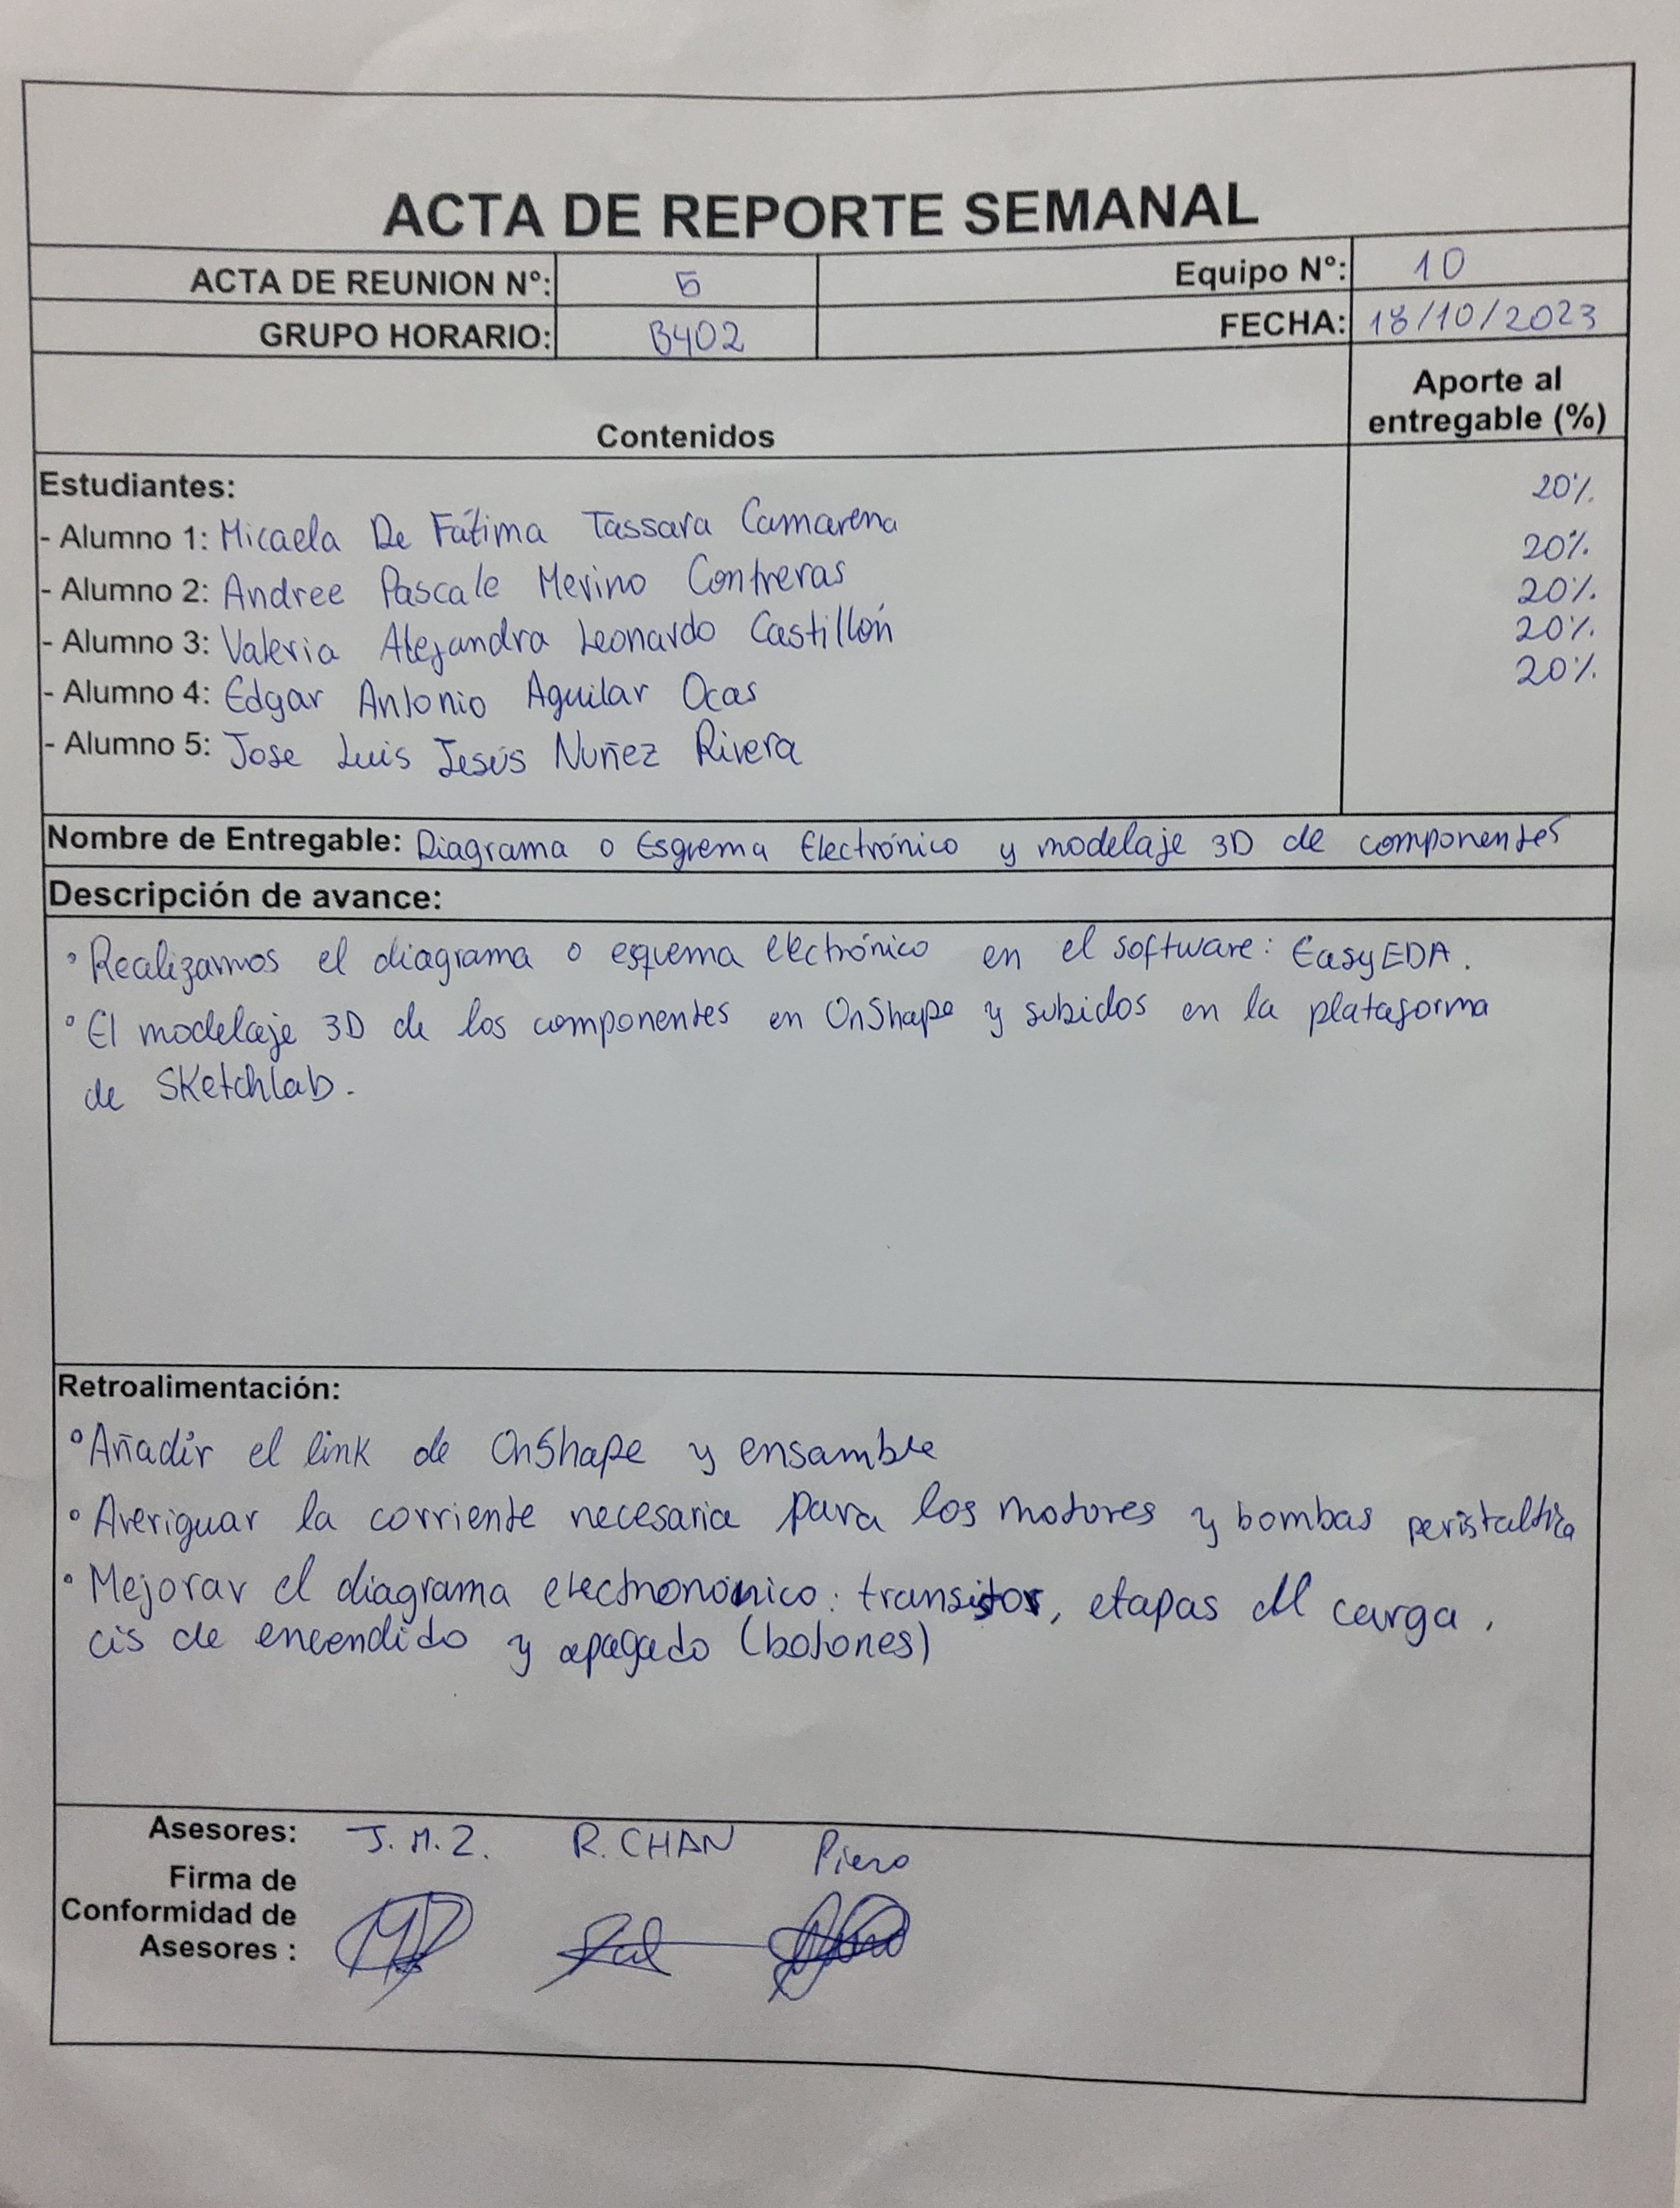 ACTA DE REPORTE SEMANAL
ACTA DE REUNION Nº: 5 Equipo Nº: 10
GRUPO HORARIO: B402 FECHA: 18/10/2023
Contenidos Aporte al entregable (%)
Estudiantes: 20%
- Alumno 1: Micaela De Fátima Tassara Camarena 20%
- Alumno 2: Andree Pascale Merino Contreras 20%
- Alumno 3: Valeria Alejandra Leonardo Castillón 20%
- Alumno 4: Edgar Antonio Aguilar Ocas 20%
- Alumno 5: Jose Luis Jesús Nuñez Rivera
Nombre de Entregable: Diagrama o Esqrema Electrónico y modelaje 3D de componentes
Descripción de avance:
° Realizamos el diagrama o esquema electrónico en el software: EasyEDA.
° El modelaje 3D de los componentes en OnShape y subidos en la plataforma
de Sketchlab.
Retroalimentación:
° Añadir el link de OnShape y ensamble
° Averiguar la corriente necesaria para los motores y bombas peristaltica
° Mejorar el diagrama : transistor, etapas de carga,
de encendido y apagado (botones)
Asesores: J.M.Z. R. CHAN Piero
Firma de
Conformidad de
Asesores :